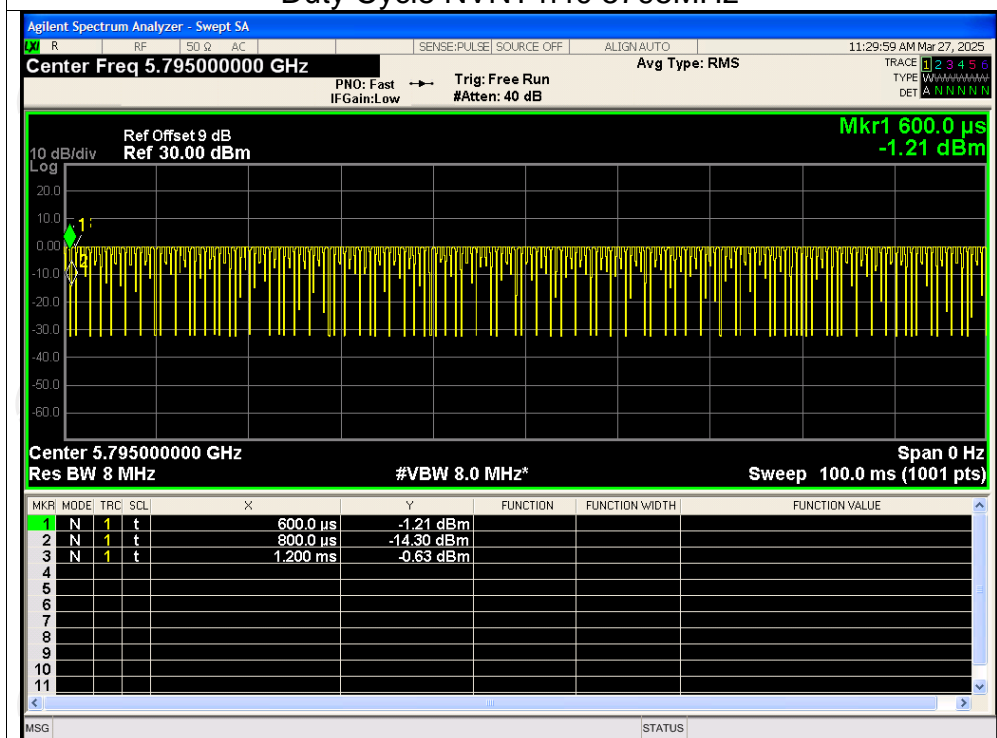 Agilent Spectrum Analyzer - Swept SA
R RF 50 Ω AC SENSE:PULSE SOURCE OFF ALIGN AUTO 11:29:59 AM Mar 27, 2025
Center Freq 5.795000000 GHz Avg Type: RMS TRACE 1 2 3 4 5 6
PNO: Fast Trig: Free Run TYPE
IFGain:Low #Atten: 40 dB DET A N N N N N
Mkr1 600.0 µs
Ref Offset 9 dB
10 dB/div Ref 30.00 dBm -1.21 dBm
Log
20.0
10.0
1
0.00
2
-10.0
-20.0
-30.0
-40.0
-50.0
-60.0
Center 5.795000000 GHz Span 0 Hz
Res BW 8 MHz #VBW 8.0 MHz* Sweep 100.0 ms (1001 pts)
MKR MODE TRC SCL X Y FUNCTION FUNCTION WIDTH FUNCTION VALUE
1 N 1 t 600.0 µs -1.21 dBm
2 N 1 t 800.0 µs -14.30 dBm
3 N 1 t 1.200 ms -0.63 dBm
4
5
6
7
8
9
10
11
MSG STATUS